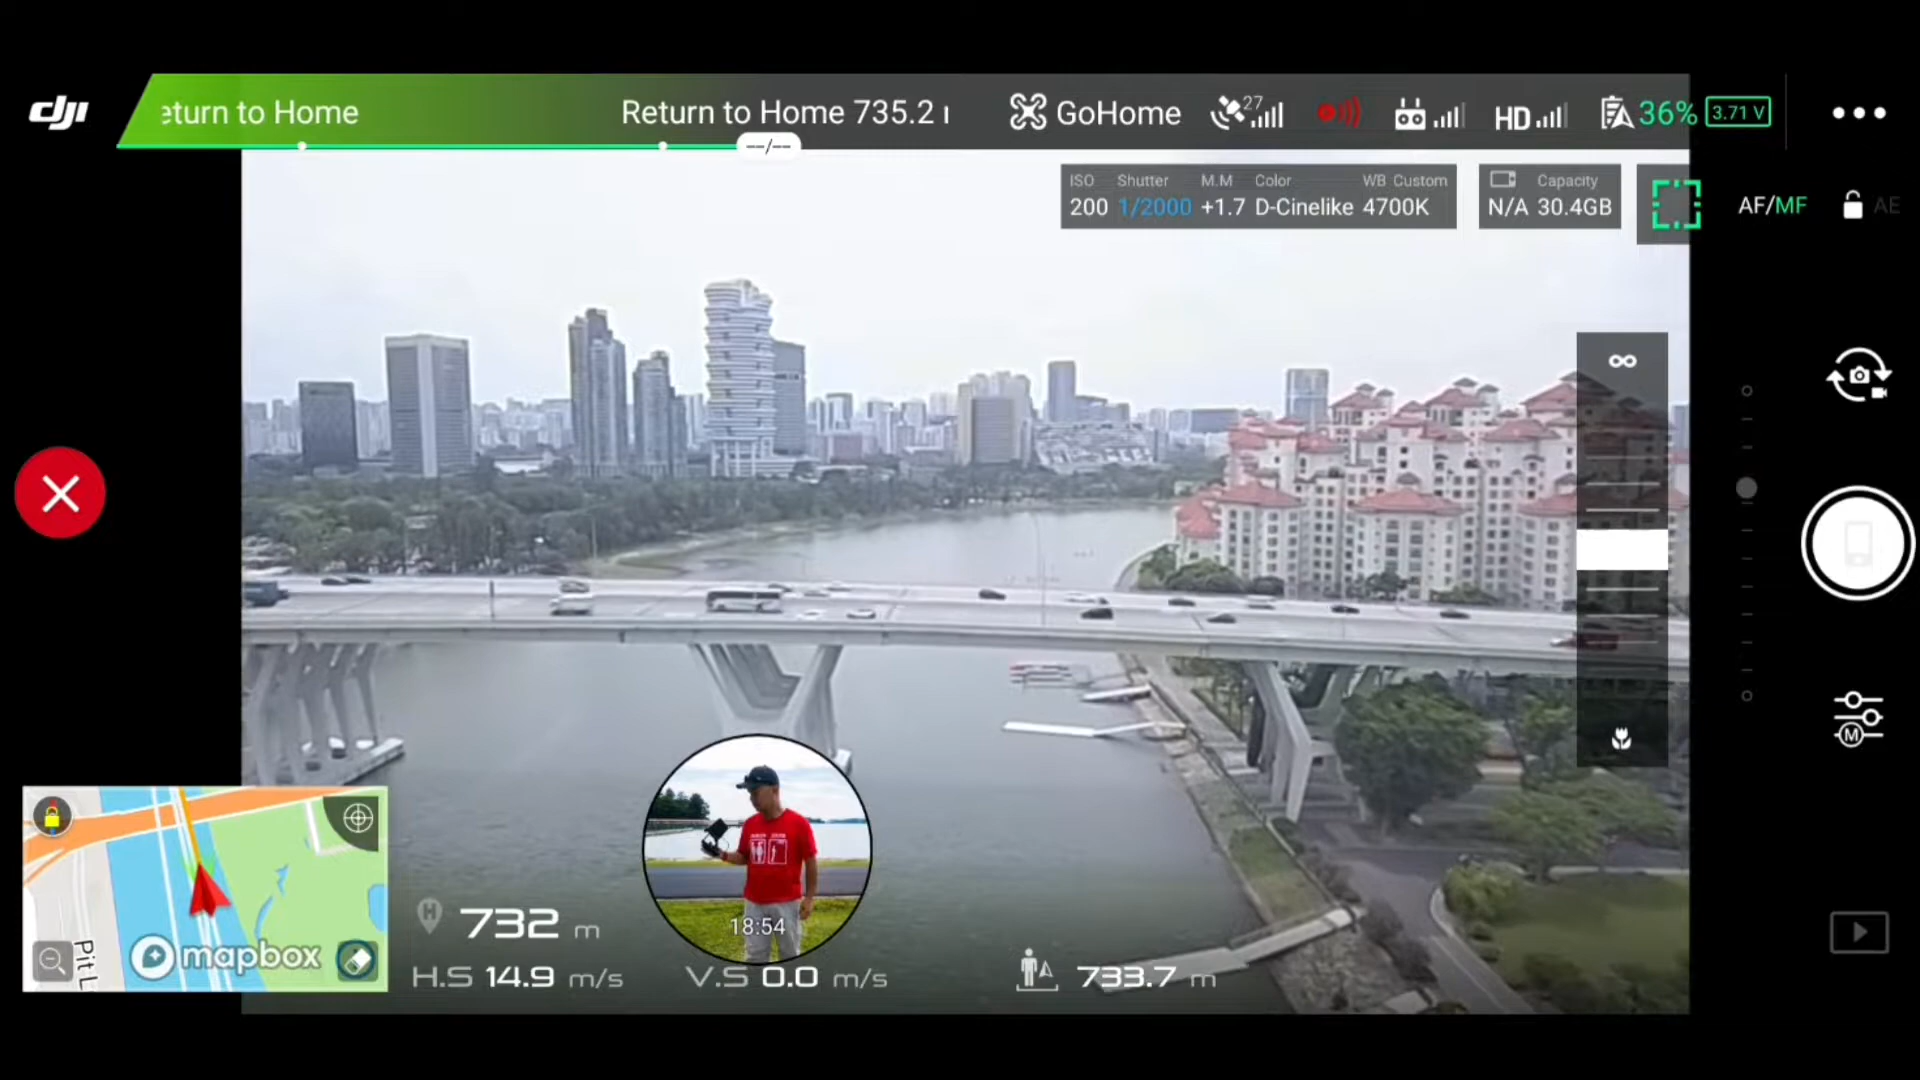 dji
eturn to Home
Return to Home 735.2
GoHome
27
HD
36%
3.71 V
--/--
ISO Shutter M.M Color WB Custom
200 1/2000 +1.7 D-Cinelike 4700K
Capacity
N/A 30.4GB
AF/MF
AE
M
H 732 m
18:54
H.S 14.9 m/s
V.S 0.0 m/s
733.7 m
Pit L
mapbox